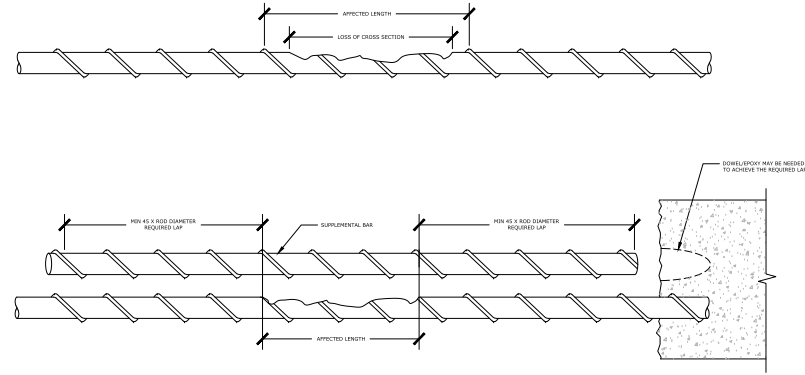 AFFECTED LENGTH
LOSS OF CROSS SECTION
DOWEL/EPOXY MAY BE NEEDED
TO ACHIEVE THE REQUIRED LAP
MIN 45 X ROD DIAMETER
REQUIRED LAP
SUPPLEMENTAL BAR
MIN 45 X ROD DIAMETER
REQUIRED LAP
AFFECTED LENGTH